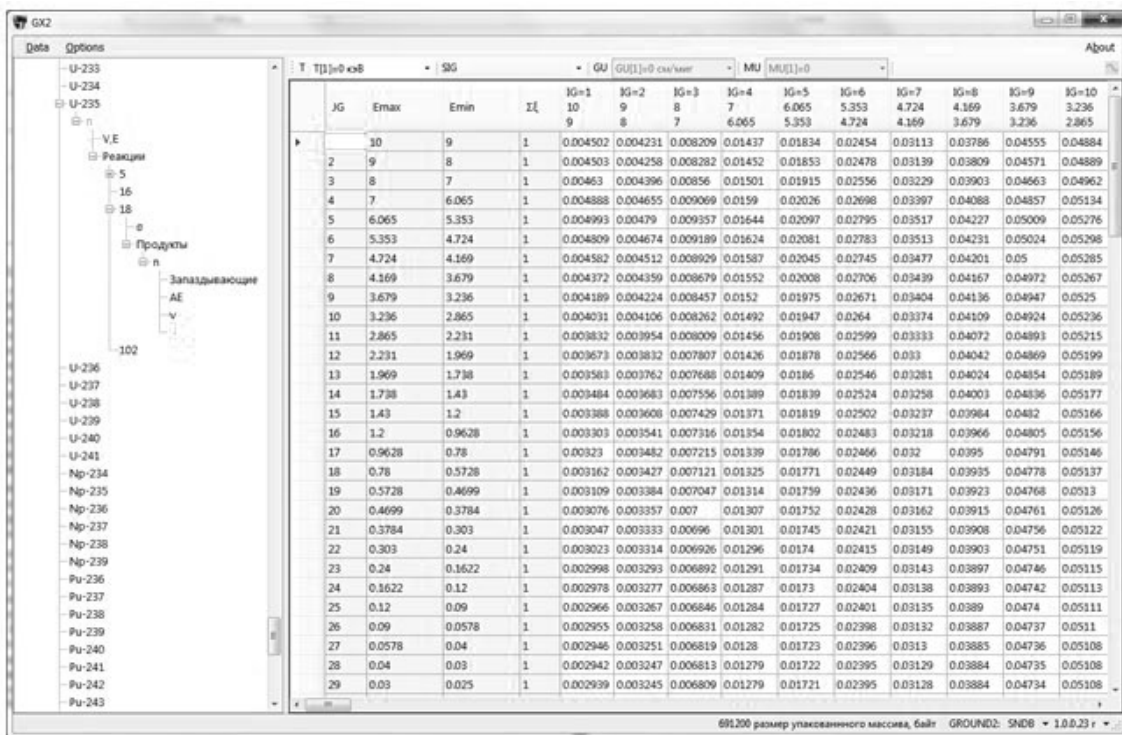 GX2
Data Options About
U-233
U-234
U-235
n
V,E
Реакции
5
16
18
σ
Продукты
n
Запаздывающие
AE
ν
102
U-236
U-237
U-238
U-239
U-240
U-241
Np-234
Np-235
Np-236
Np-237
Np-238
Np-239
Pu-236
Pu-237
Pu-238
Pu-239
Pu-240
Pu-241
Pu-242
Pu-243
T T[1]=0 кэВ SIG GU GU[1]=0 MU MU[1]=0
IG=1 IG=2 IG=3 IG=4 IG=5 IG=6 IG=7 IG=8 IG=9 IG=10
JG Emax Emin Σξ 10 9 8 7 6.065 5.353 4.724 4.169 3.679 3.236
9 8 7 6.065 5.353 4.724 4.169 3.679 3.236 2.865
10 9 1 0.004502 0.004231 0.008209 0.01437 0.01834 0.02454 0.03113 0.03786 0.04555 0.04884
2 9 8 1 0.004503 0.004258 0.008282 0.01452 0.01853 0.02478 0.03139 0.03809 0.04571 0.04889
3 8 7 1 0.00463 0.004396 0.00856 0.01501 0.01915 0.02556 0.03229 0.03903 0.04663 0.04962
4 7 6.065 1 0.004888 0.004655 0.009069 0.0159 0.02026 0.02698 0.03397 0.04088 0.04857 0.05134
5 6.065 5.353 1 0.004993 0.00479 0.009357 0.01644 0.02097 0.02795 0.03517 0.04227 0.05009 0.05276
6 5.353 4.724 1 0.004809 0.004674 0.009189 0.01624 0.02081 0.02783 0.03513 0.04231 0.05024 0.05298
7 4.724 4.169 1 0.004582 0.004512 0.008929 0.01587 0.02045 0.02745 0.03477 0.04201 0.05 0.05285
8 4.169 3.679 1 0.004372 0.004359 0.008679 0.01552 0.02008 0.02706 0.03439 0.04167 0.04972 0.05267
9 3.679 3.236 1 0.004189 0.004224 0.008457 0.0152 0.01975 0.02671 0.03404 0.04136 0.04947 0.0525
10 3.236 2.865 1 0.004031 0.004106 0.008262 0.01492 0.01947 0.0264 0.03374 0.04109 0.04924 0.05236
11 2.865 2.231 1 0.003832 0.003954 0.008009 0.01456 0.01908 0.02599 0.03333 0.04072 0.04893 0.05215
12 2.231 1.969 1 0.003673 0.003832 0.007807 0.01426 0.01878 0.02566 0.033 0.04042 0.04869 0.05199
13 1.969 1.738 1 0.003583 0.003762 0.007688 0.01409 0.0186 0.02546 0.03281 0.04024 0.04854 0.05189
14 1.738 1.43 1 0.003484 0.003683 0.007556 0.01389 0.01839 0.02524 0.03258 0.04003 0.04836 0.05177
15 1.43 1.2 1 0.003388 0.003608 0.007429 0.01371 0.01819 0.02502 0.03237 0.03984 0.0482 0.05166
16 1.2 0.9628 1 0.003303 0.003541 0.007316 0.01354 0.01802 0.02483 0.03218 0.03966 0.04805 0.05156
17 0.9628 0.78 1 0.00323 0.003482 0.007215 0.01339 0.01786 0.02466 0.032 0.0395 0.04791 0.05146
18 0.78 0.5728 1 0.003162 0.003427 0.007121 0.01325 0.01771 0.02449 0.03184 0.03935 0.04778 0.05137
19 0.5728 0.4699 1 0.003109 0.003384 0.007047 0.01314 0.01759 0.02436 0.03171 0.03923 0.04768 0.0513
20 0.4699 0.3784 1 0.003076 0.003357 0.007 0.01307 0.01752 0.02428 0.03162 0.03915 0.04761 0.05126
21 0.3784 0.303 1 0.003047 0.003333 0.00696 0.01301 0.01745 0.02421 0.03155 0.03908 0.04756 0.05122
22 0.303 0.24 1 0.003023 0.003314 0.006926 0.01296 0.0174 0.02415 0.03149 0.03903 0.04751 0.05119
23 0.24 0.1622 1 0.002998 0.003293 0.006892 0.01291 0.01734 0.02409 0.03143 0.03897 0.04746 0.05115
24 0.1622 0.12 1 0.002978 0.003277 0.006863 0.01287 0.0173 0.02404 0.03138 0.03893 0.04742 0.05113
25 0.12 0.09 1 0.002966 0.003267 0.006846 0.01284 0.01727 0.02401 0.03135 0.0389 0.0474 0.05111
26 0.09 0.0578 1 0.002955 0.003258 0.006831 0.01282 0.01725 0.02398 0.03132 0.03887 0.04737 0.0511
27 0.0578 0.04 1 0.002946 0.003251 0.006819 0.0128 0.01723 0.02396 0.0313 0.03885 0.04736 0.05108
28 0.04 0.03 1 0.002942 0.003247 0.006813 0.01279 0.01722 0.02395 0.03129 0.03884 0.04735 0.05108
29 0.03 0.025 1 0.002939 0.003245 0.006809 0.01279 0.01721 0.02395 0.03128 0.03884 0.04734 0.05108
691200 размер упакованнного массива, байт GROUND2: SNDB 1.0.0.23 r